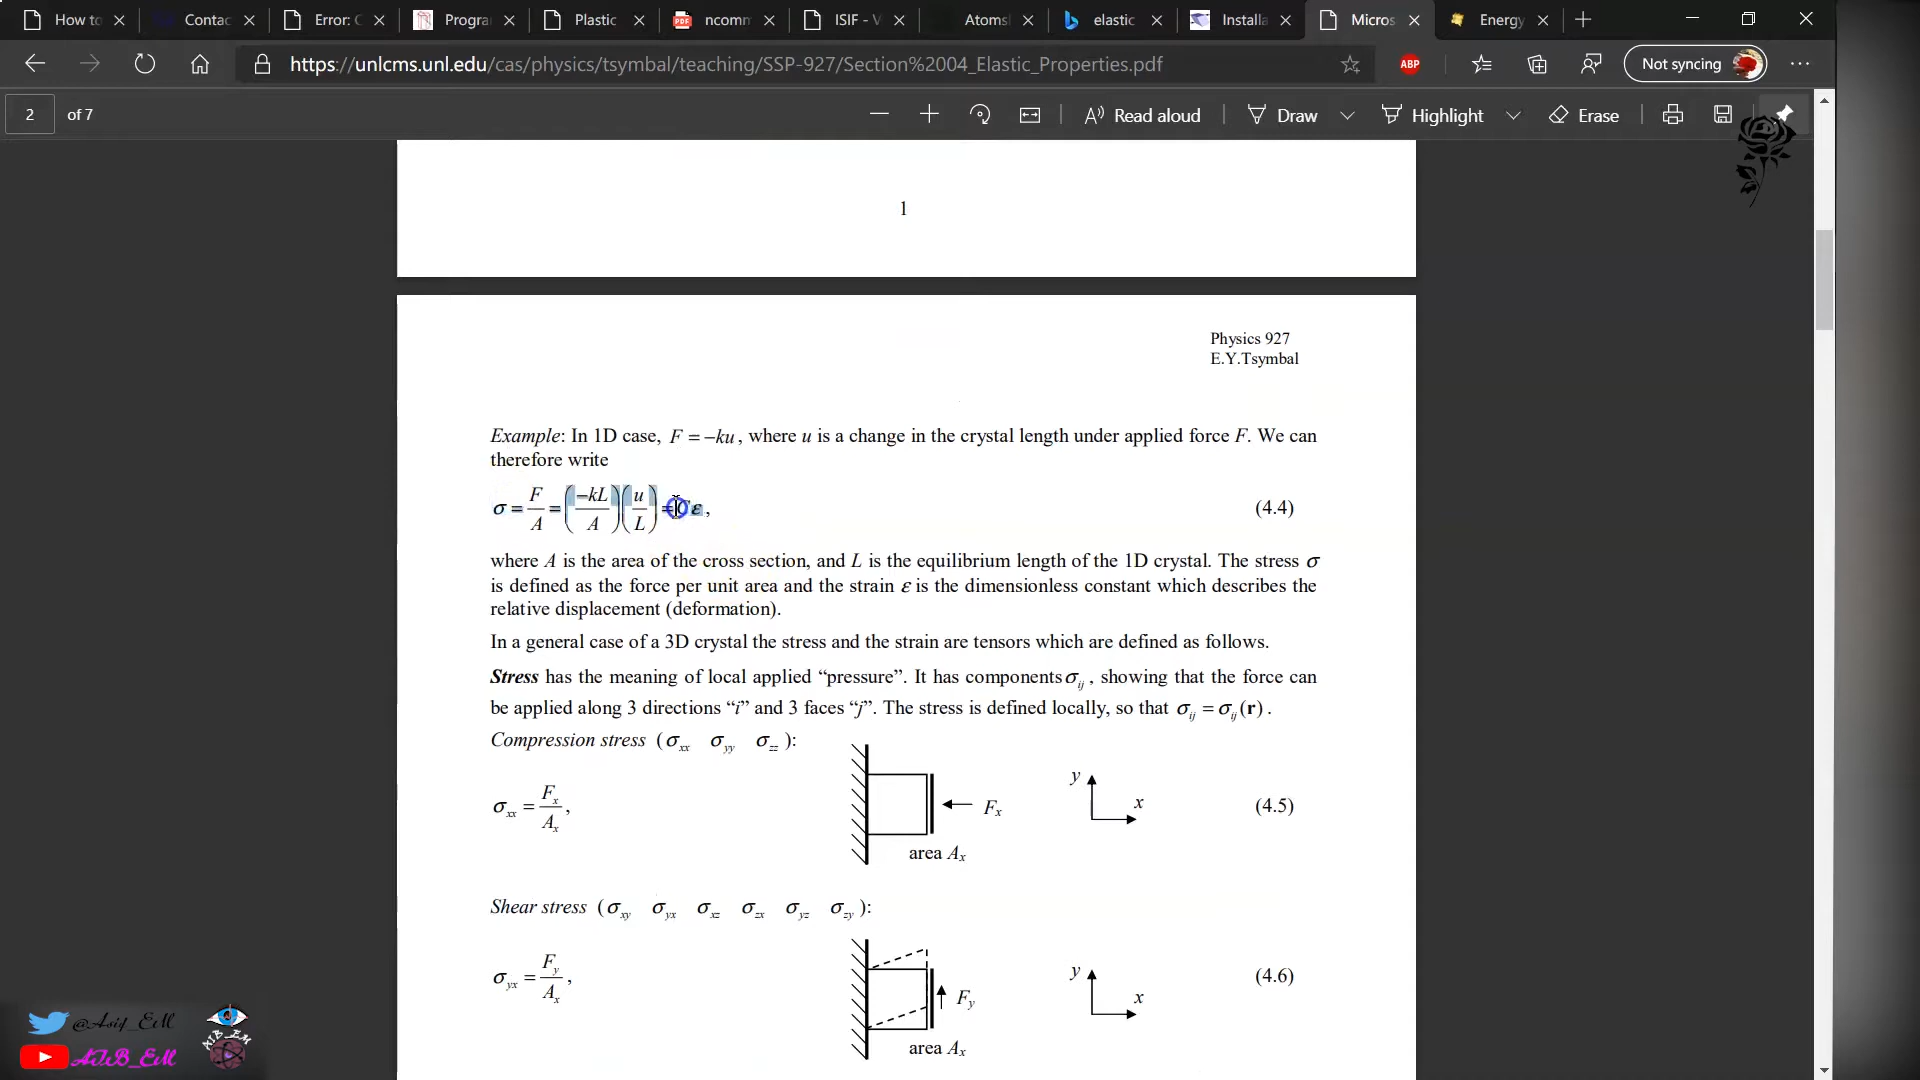 How to
Contac
Error: C
Progra
Plastic
ncomm
ISIF - V
Atomsl
elastic
Installa
Micros
Energy
https://unlcms.unl.edu/cas/physics/tsymbal/teaching/SSP-927/Section%2004_Elastic_Properties.pdf
ABP
Not syncing
2 of 7
Read aloud
Draw
Highlight
Erase
1
Physics 927
E.Y.Tsymbal
Example: In 1D case, F = −ku, where u is a change in the crystal length under applied force F. We can
therefore write
σ = F/A = (−kL/A)(u/L) = Cε, (4.4)
where A is the area of the cross section, and L is the equilibrium length of the 1D crystal. The stress σ
is defined as the force per unit area and the strain ε is the dimensionless constant which describes the
relative displacement (deformation).
In a general case of a 3D crystal the stress and the strain are tensors which are defined as follows.
Stress has the meaning of local applied “pressure”. It has components σij, showing that the force can
be applied along 3 directions “i” and 3 faces “j”. The stress is defined locally, so that σij = σij(r).
Compression stress (σxx σyy σzz):
σxx = Fx/Ax, (4.5)
Fx
y
x
area Ax
Shear stress (σxy σyx σxz σzx σyz σzy):
σyx = Fy/Ax, (4.6)
Fy
y
x
area Ax
@Asif_EiM
AIB_EiM